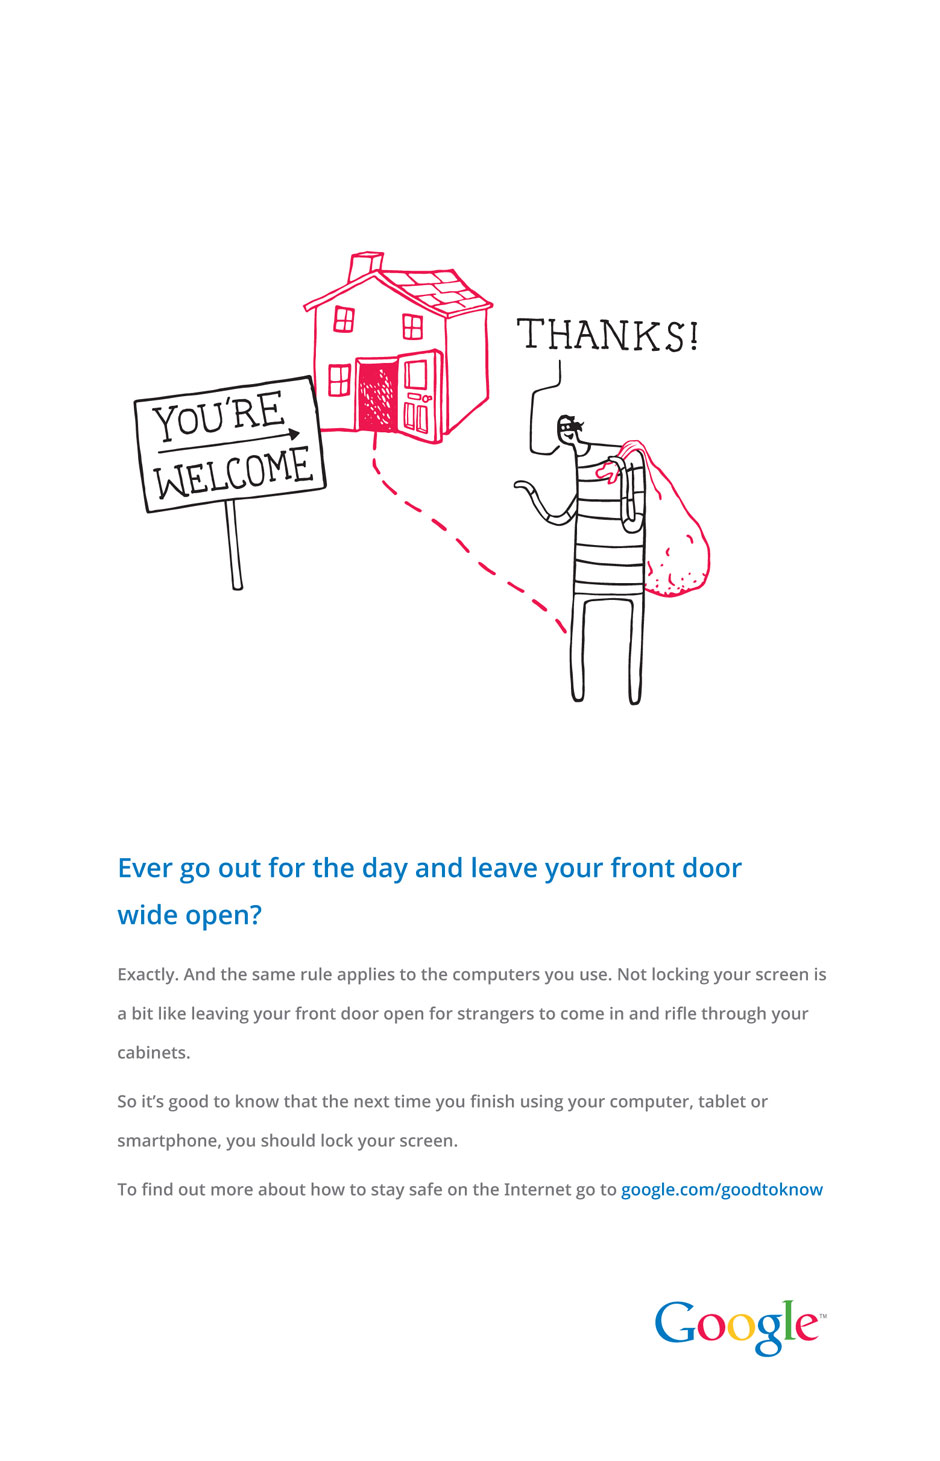 THANKS!
YOU'RE
WELCOME
Ever go out for the day and leave your front door
wide open?
Exactly. And the same rule applies to the computers you use. Not locking your screen is
a bit like leaving your front door open for strangers to come in and rifle through your
cabinets.
So it’s good to know that the next time you finish using your computer, tablet or
smartphone, you should lock your screen.
To find out more about how to stay safe on the Internet go to google.com/goodtoknow
Google™